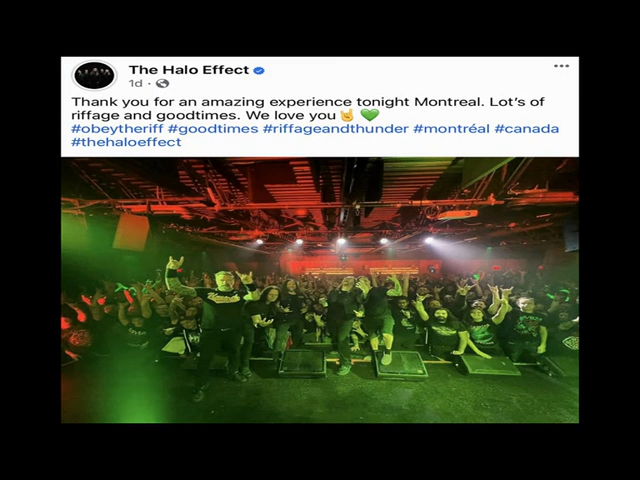 The Halo Effect
1d
Thank you for an amazing experience tonight Montreal. Lot's of
riffage and goodtimes. We love you🤘💚
#obeytheriff #goodtimes #riffageandthunder #montréal #canada
#thehaloeffect